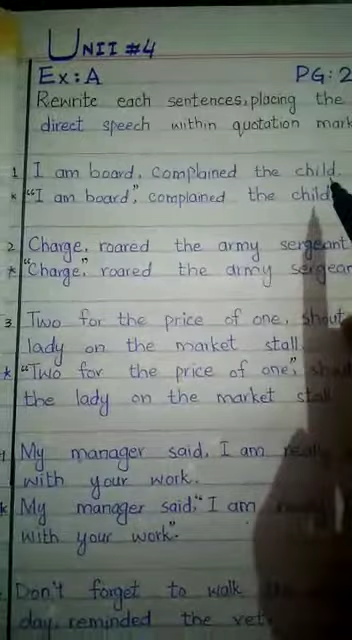 UNIT #4
Ex: A PG: 2
Rewrite each sentences, placing the
direct speech within quotation mark
1 I am board, complained the child.
* "I am board," complained the child
2. Charge, roared the army sergeant
* "Charge," roared the army sergean
3. Two for the price of one, shout
lady on the market stall.
* "Two for the price of one,"
the lady on the market stall
My manager said, I am
with your work.
* My manager said, "I am
with your work".
Don't forget to walk
day, reminded the vet